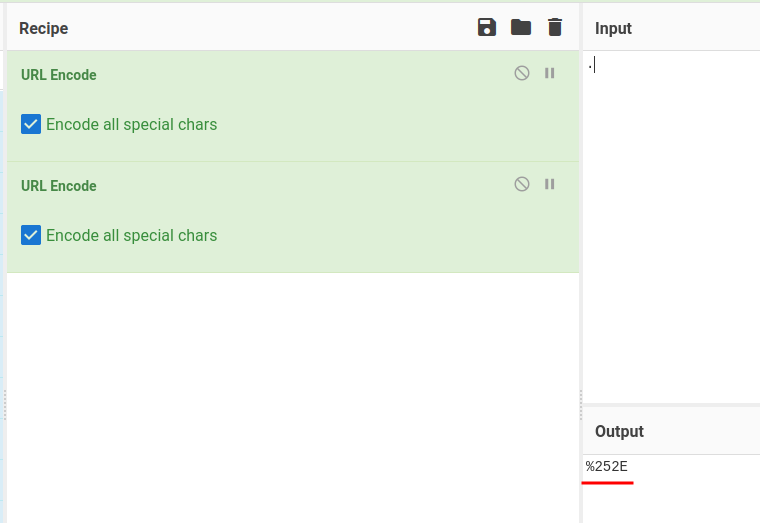 Recipe
URL Encode
Encode all special chars
URL Encode
Encode all special chars
Input
.
Output
%252E